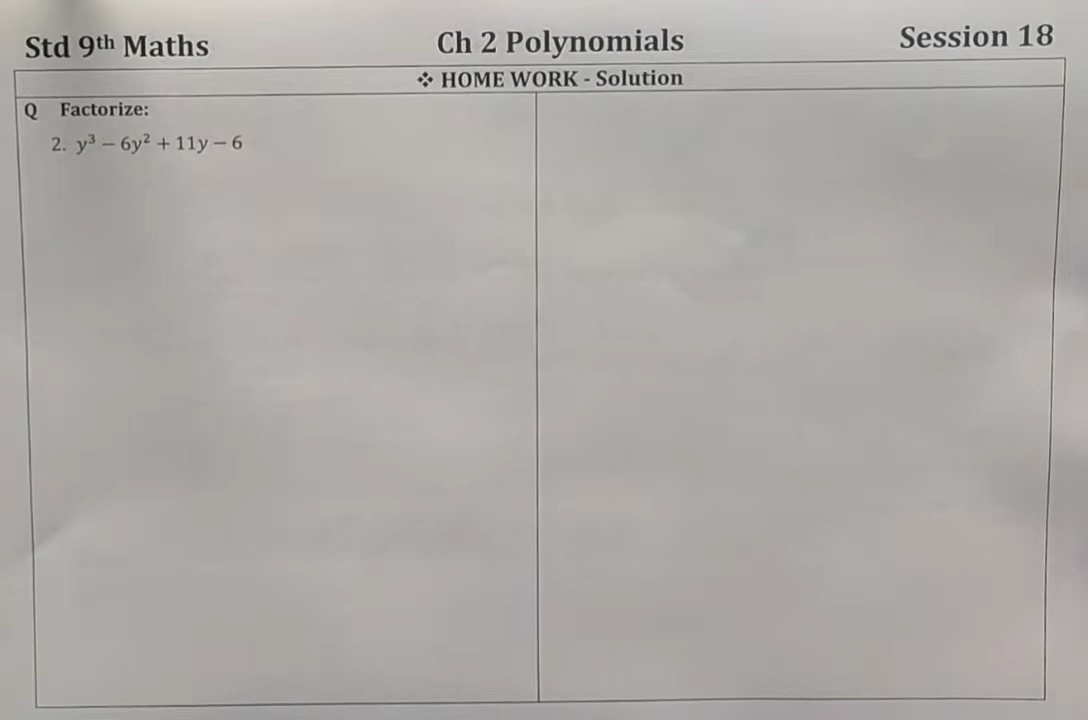 Std 9th Maths Ch 2 Polynomials Session 18
❖ HOME WORK - Solution
Q Factorize:
2. y³ – 6y² + 11y – 6